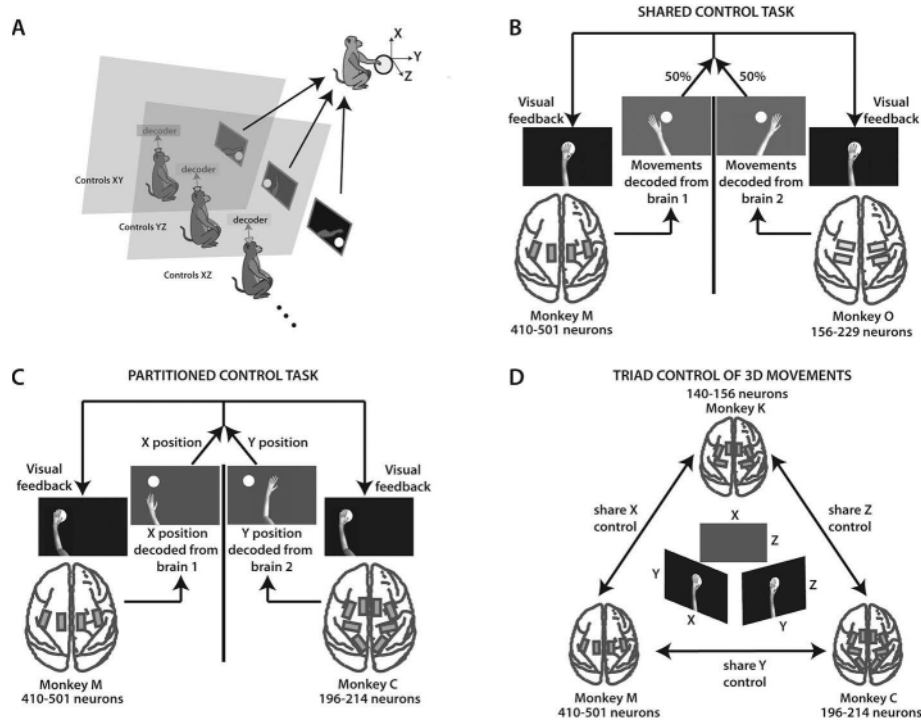 A
X
Y
Z
decoder
Controls XY
decoder
Controls YZ
decoder
Controls XZ
B
SHARED CONTROL TASK
50%
50%
Visual
feedback
Visual
feedback
Movements
decoded from
brain 1
Movements
decoded from
brain 2
Monkey M
410-501 neurons
Monkey O
156-229 neurons
C
PARTITIONED CONTROL TASK
X position
Y position
Visual
feedback
Visual
feedback
X position
decoded from
brain 1
Y position
decoded from
brain 2
Monkey M
410-501 neurons
Monkey C
196-214 neurons
D
TRIAD CONTROL OF 3D MOVEMENTS
140-156 neurons
Monkey K
share X
control
share Z
control
X
Z
Y
X
Z
Y
share Y
control
Monkey M
410-501 neurons
Monkey C
196-214 neurons